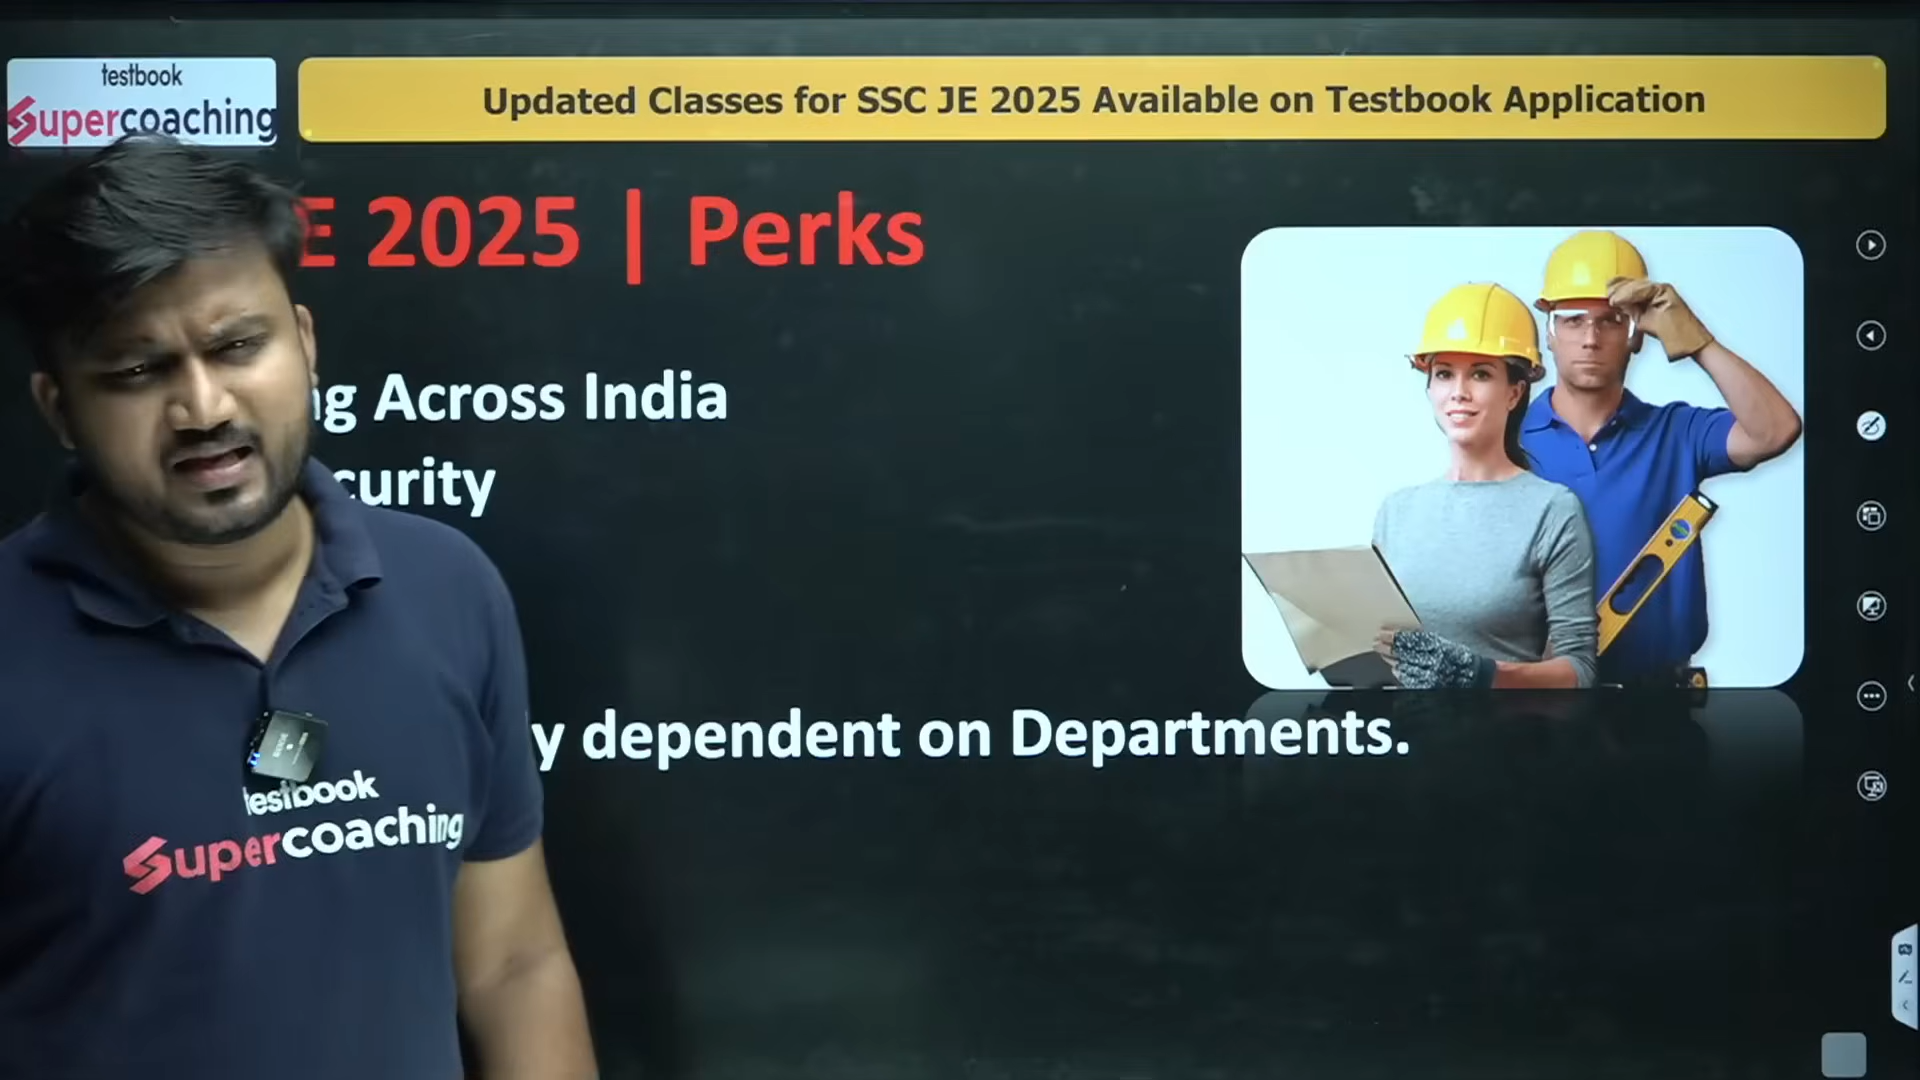 testbook
Supercoaching
Updated Classes for SSC JE 2025 Available on Testbook Application
E 2025 | Perks
ng Across India
curity
y dependent on Departments.
testbook
Supercoaching